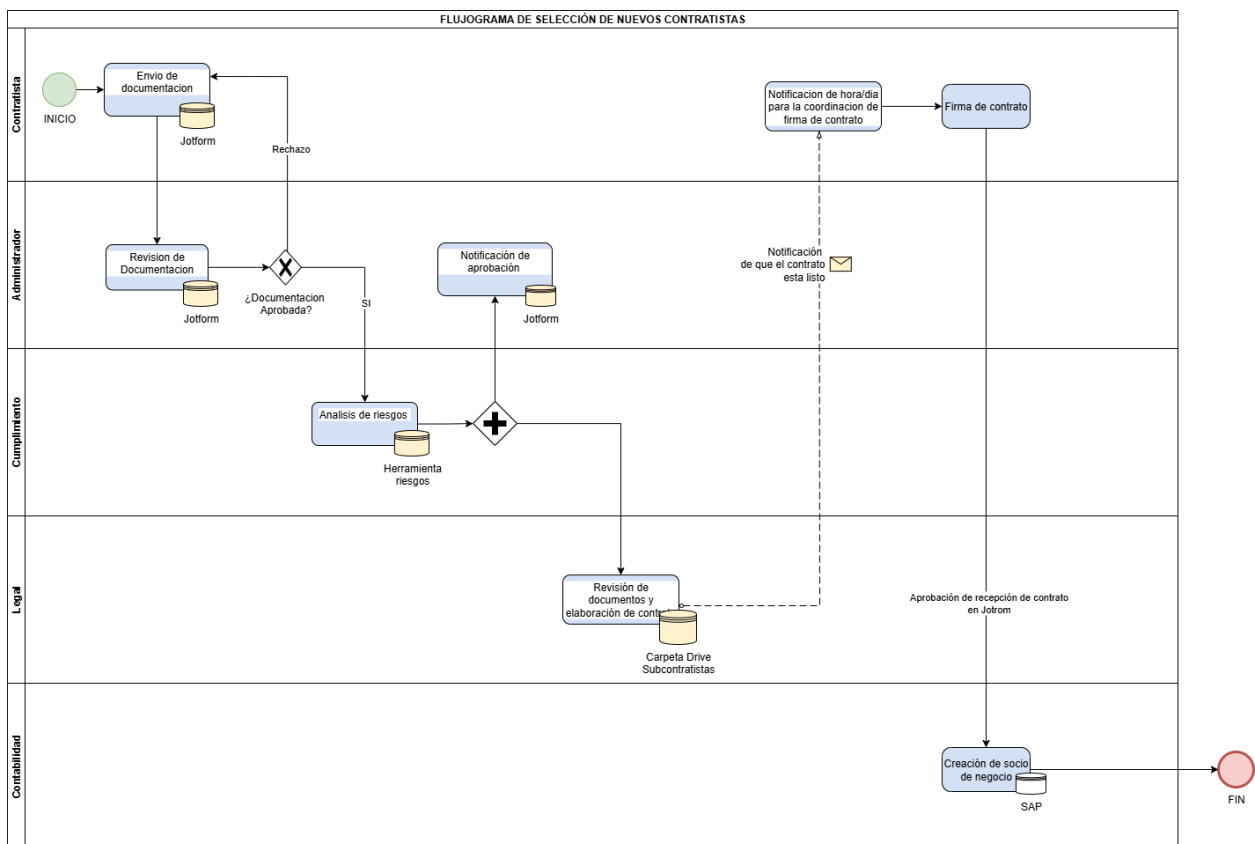 FLUJOGRAMA DE SELECCIÓN DE NUEVOS CONTRATISTAS
Contratista
INICIO
Envio de
documentacion
Jotform
Rechazo
Notificacion de hora/dia
para la coordinacion de
firma de contrato
Firma de contrato
Administrador
Revision de
Documentacion
Jotform
¿Documentacion
Aprobada?
SI
Notificación de
aprobación
Jotform
Notificación
de que el contrato
esta listo
Cumplimiento
Analisis de riesgos
Herramienta
riesgos
Legal
Revisión de
documentos y
elaboración de
Carpeta Drive
Subcontratistas
Aprobación de recepción de contrato
en Jotrom
Contabilidad
Creación de socio
de negocio
SAP
FIN